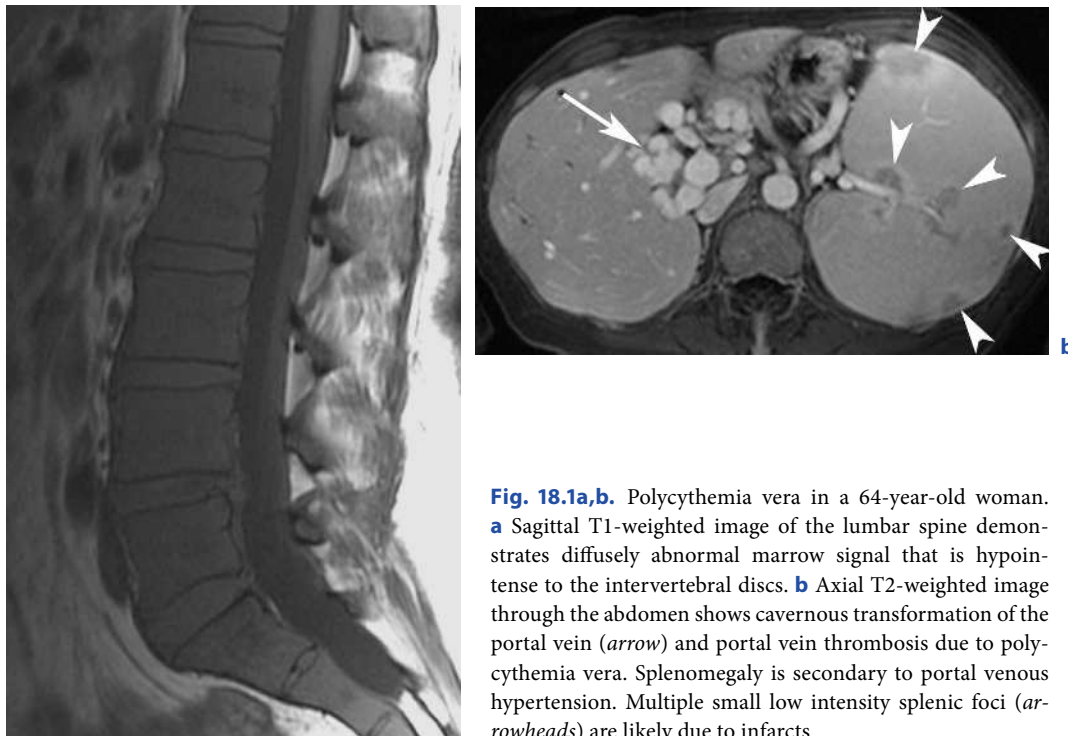 b
Fig. 18.1a,b. Polycythemia vera in a 64-year-old woman.
a Sagittal T1-weighted image of the lumbar spine demon-
strates diffusely abnormal marrow signal that is hypoin-
tense to the intervertebral discs. b Axial T2-weighted image
through the abdomen shows cavernous transformation of the
portal vein (arrow) and portal vein thrombosis due to poly-
cythemia vera. Splenomegaly is secondary to portal venous
hypertension. Multiple small low intensity splenic foci (ar-
rowheads) are likely due to infarcts